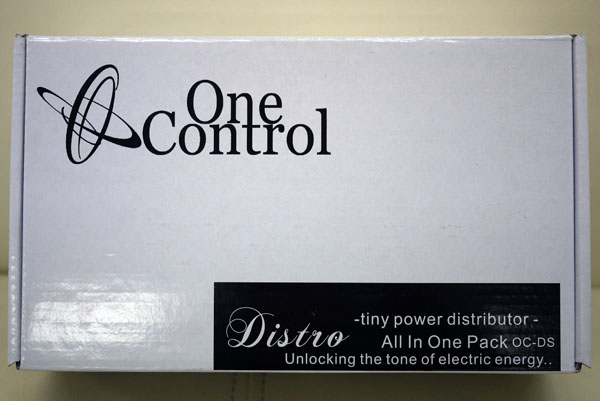 One
Control
Distro
-tiny power distributor-
All In One Pack OC-DS
Unlocking the tone of electric energy..